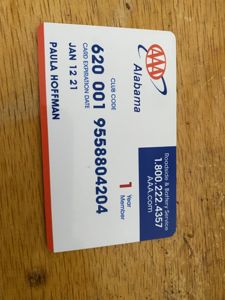 AAA
Alabama
Roadside & Battery Service
1.800.222.4357
AAA.com
1 Year
Member
CLUB CODE
620 001 9558804204
CARD EXPIRATION DATE
JAN 12 21
PAULA HOFFMAN